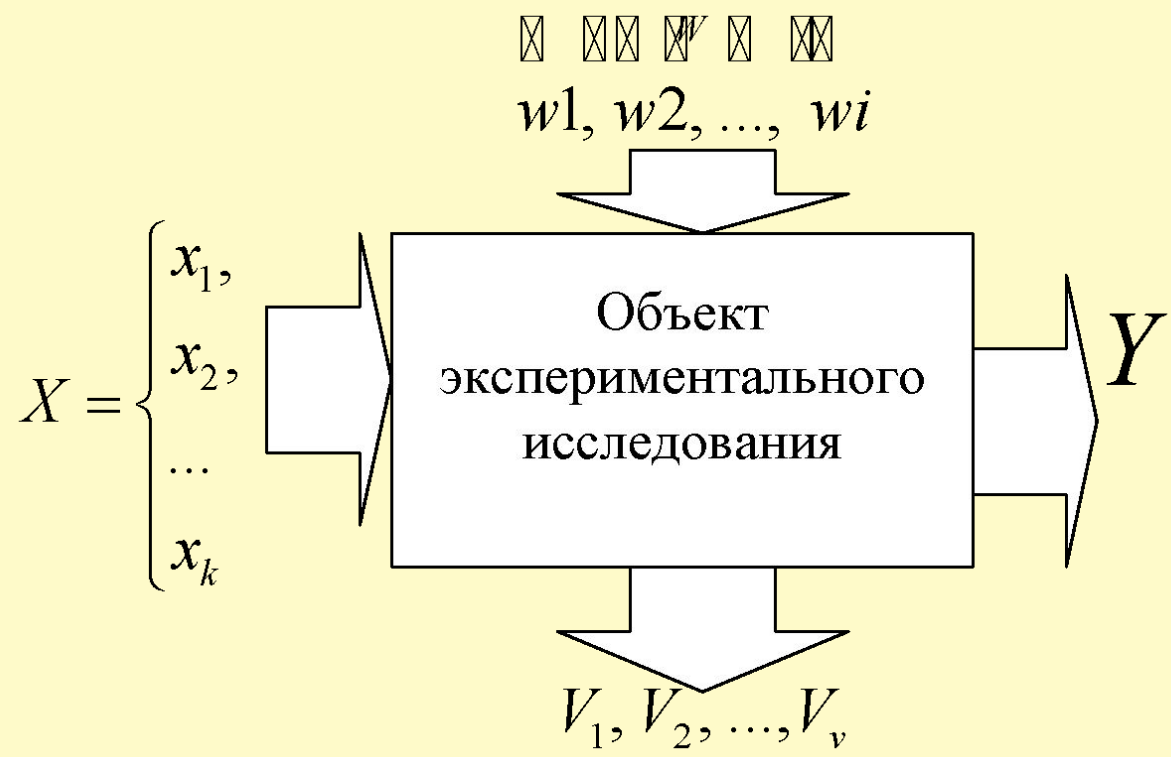 w1, w2, ..., wi
X =
x₁,
x₂,
...
xₖ
Объект
экспериментального
исследования
Y
V₁, V₂, ..., Vᵥ